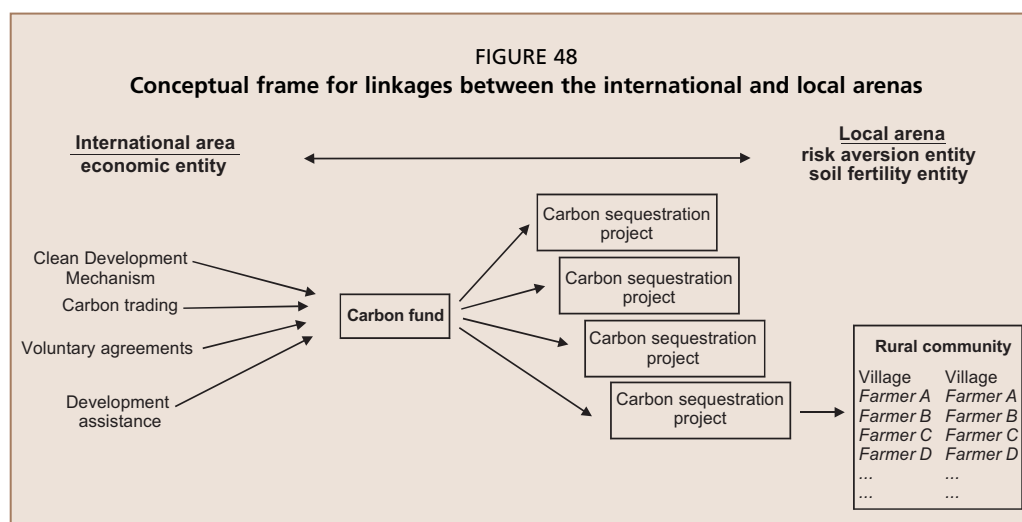 FIGURE 48
Conceptual frame for linkages between the international and local arenas
International area
economic entity
Local arena
risk aversion entity
soil fertility entity
Clean Development
Mechanism
Carbon trading
Voluntary agreements
Development
assistance
Carbon fund
Carbon sequestration
project
Carbon sequestration
project
Carbon sequestration
project
Carbon sequestration
project
Rural community
Village Village
Farmer A Farmer A
Farmer B Farmer B
Farmer C Farmer C
Farmer D Farmer D
... ...
... ...